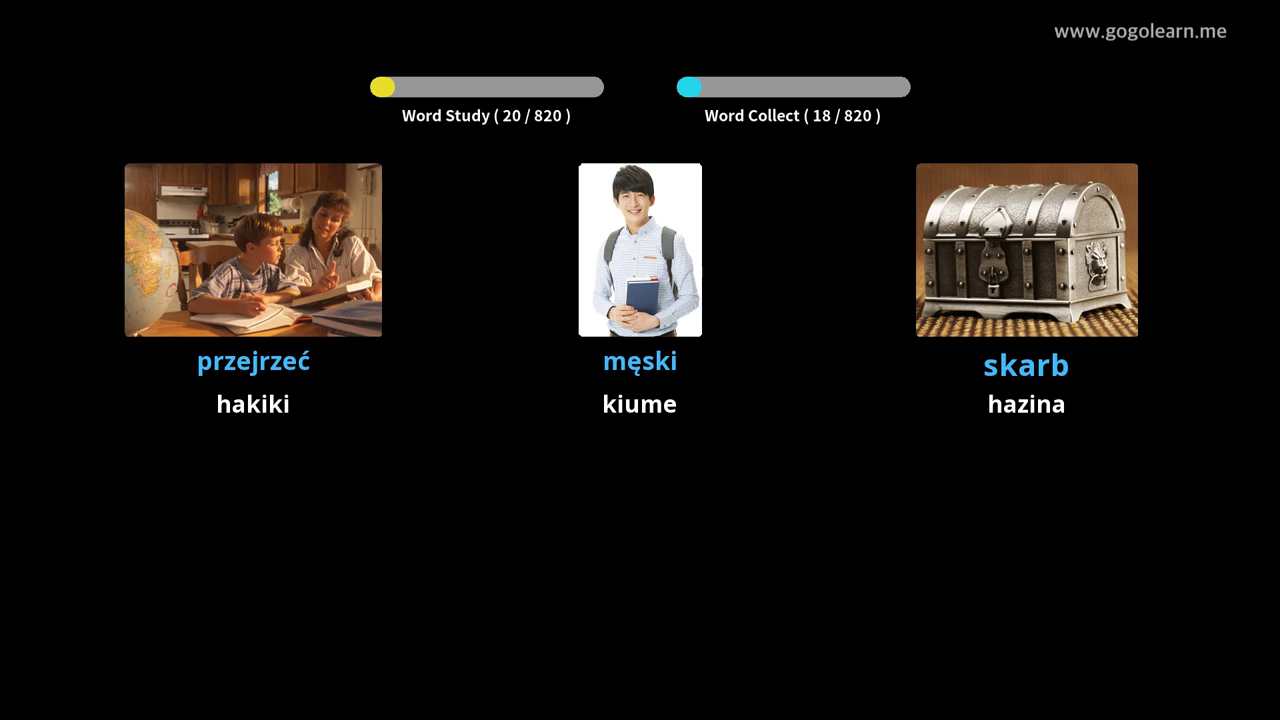 www.gogolearn.me
Word Study ( 20 / 820 )
Word Collect ( 18 / 820 )
przejrzeć
męski
skarb
hakiki
kiume
hazina